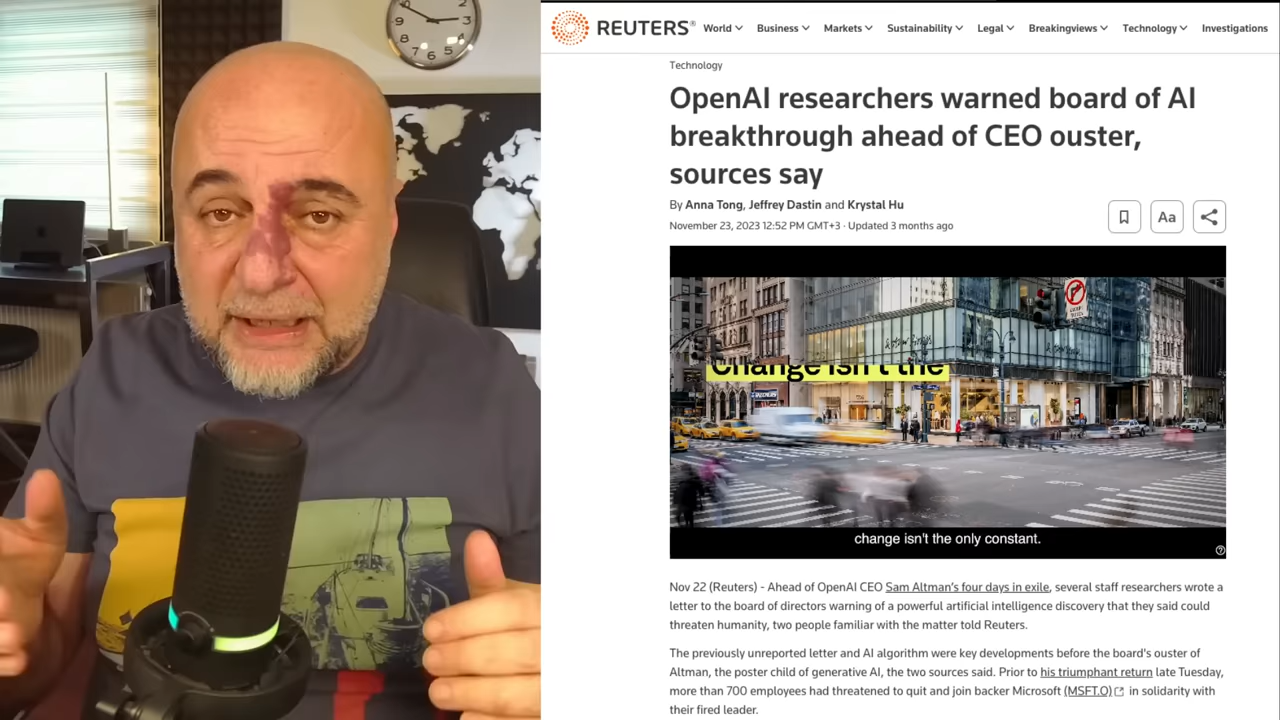 REUTERS®
World
Business
Markets
Sustainability
Legal
Breakingviews
Technology
Investigations
Technology
OpenAI researchers warned board of AI
breakthrough ahead of CEO ouster,
sources say
By Anna Tong, Jeffrey Dastin and Krystal Hu
November 23, 2023 12:52 PM GMT+3 · Updated 3 months ago
Aa
Change isn't the
change isn't the only constant.
Nov 22 (Reuters) - Ahead of OpenAI CEO Sam Altman's four days in exile, several staff researchers wrote a
letter to the board of directors warning of a powerful artificial intelligence discovery that they said could
threaten humanity, two people familiar with the matter told Reuters.
The previously unreported letter and AI algorithm were key developments before the board's ouster of
Altman, the poster child of generative AI, the two sources said. Prior to his triumphant return late Tuesday,
more than 700 employees had threatened to quit and join backer Microsoft (MSFT.O) in solidarity with
their fired leader.